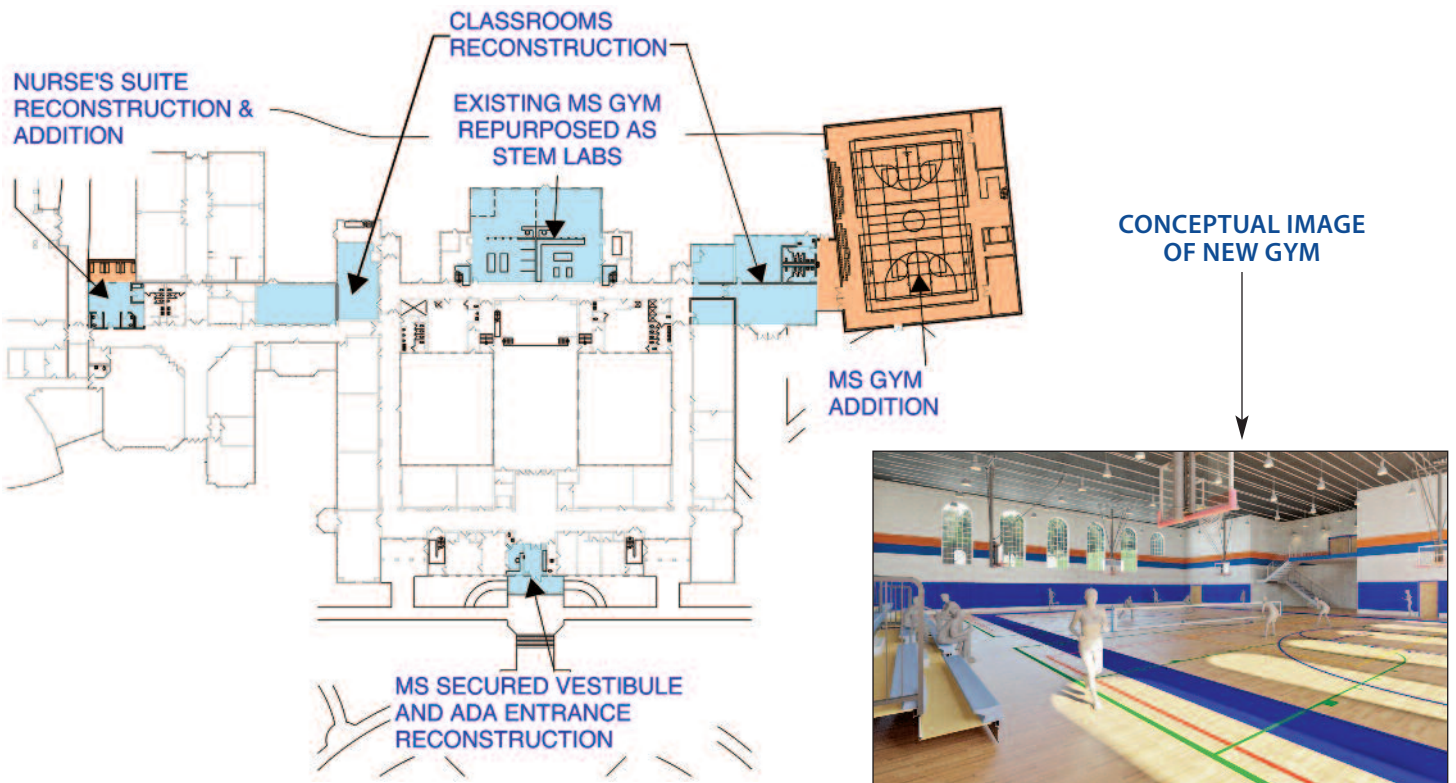 CLASSROOMS
RECONSTRUCTION
NURSE'S SUITE
RECONSTRUCTION &
ADDITION
EXISTING MS GYM
REPURPOSED AS
STEM LABS
CONCEPTUAL IMAGE
OF NEW GYM
MS GYM
ADDITION
MS SECURED VESTIBULE
AND ADA ENTRANCE
RECONSTRUCTION